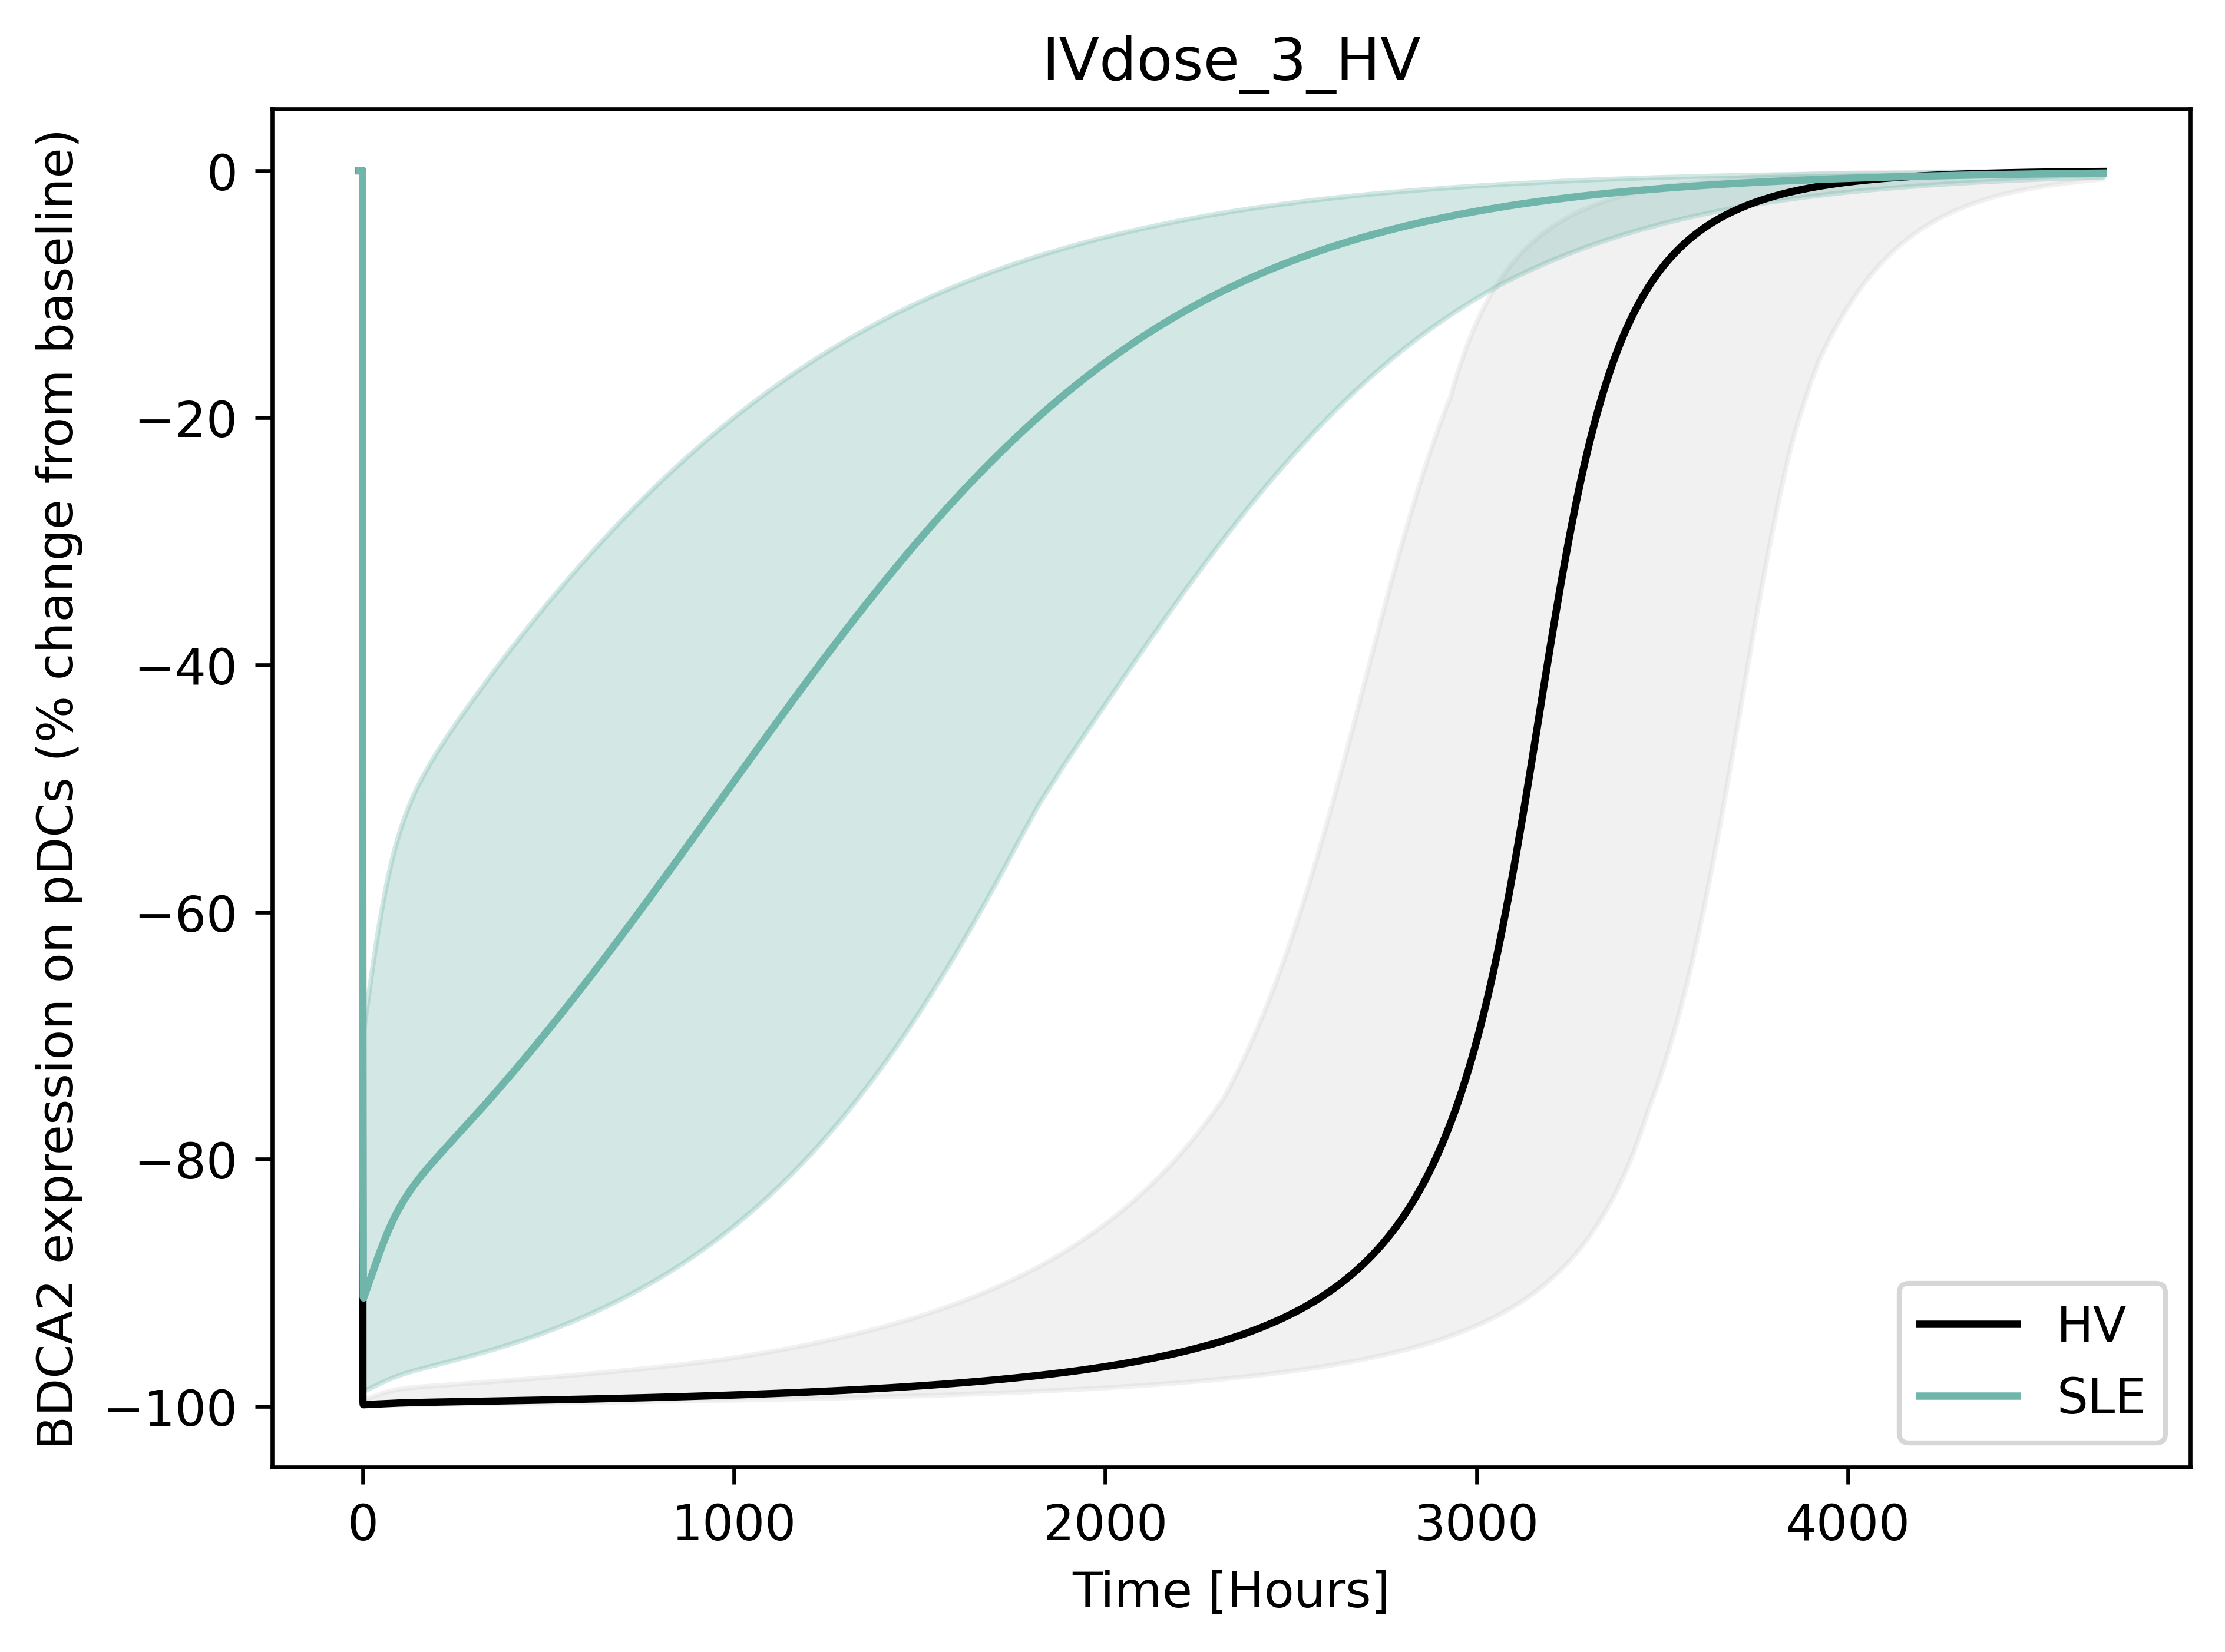 IVdose_3_HV
BDCA2 expression on pDCs (% change from baseline)
0
−20
−40
−60
−80
−100
0 1000 2000 3000 4000
Time [Hours]
HV
SLE